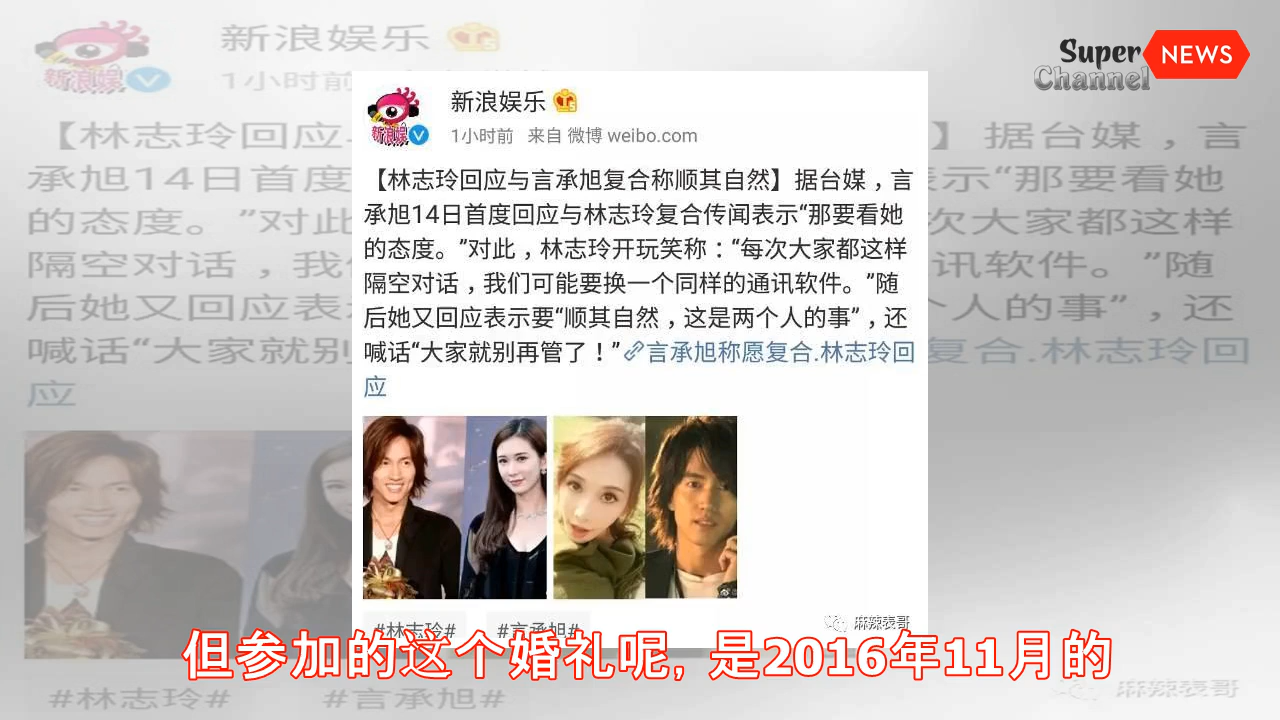 Super
Channel
NEWS
新浪娱乐
1小时前 来自 微博 weibo.com
【林志玲回应与言承旭复合称顺其自然】据台媒，言
承旭14日首度回应与林志玲复合传闻表示“那要看她
的态度。”对此，林志玲开玩笑称：“每次大家都这样
隔空对话，我们可能要换一个同样的通讯软件。”随
后她又回应表示要“顺其自然，这是两个人的事”，还
喊话“大家就别再管了！”言承旭称愿复合.林志玲回
应
#林志玲# #言承旭#
麻辣表哥
但参加的这个婚礼呢，是2016年11月的